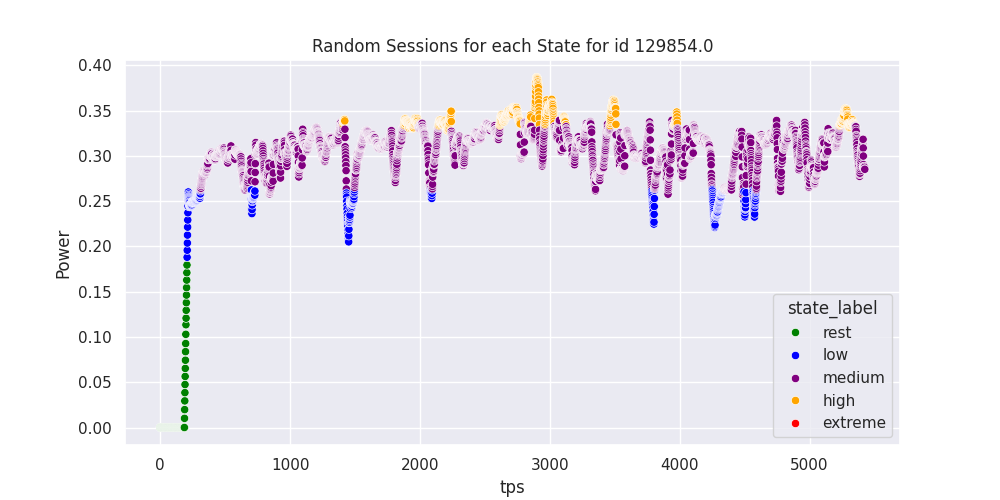 Random Sessions for each State for id 129854.0
Power
0.40
0.35
0.30
0.25
0.20
0.15
0.10
0.05
0.00
state_label
rest
low
medium
high
extreme
0 1000 2000 3000 4000 5000
tps